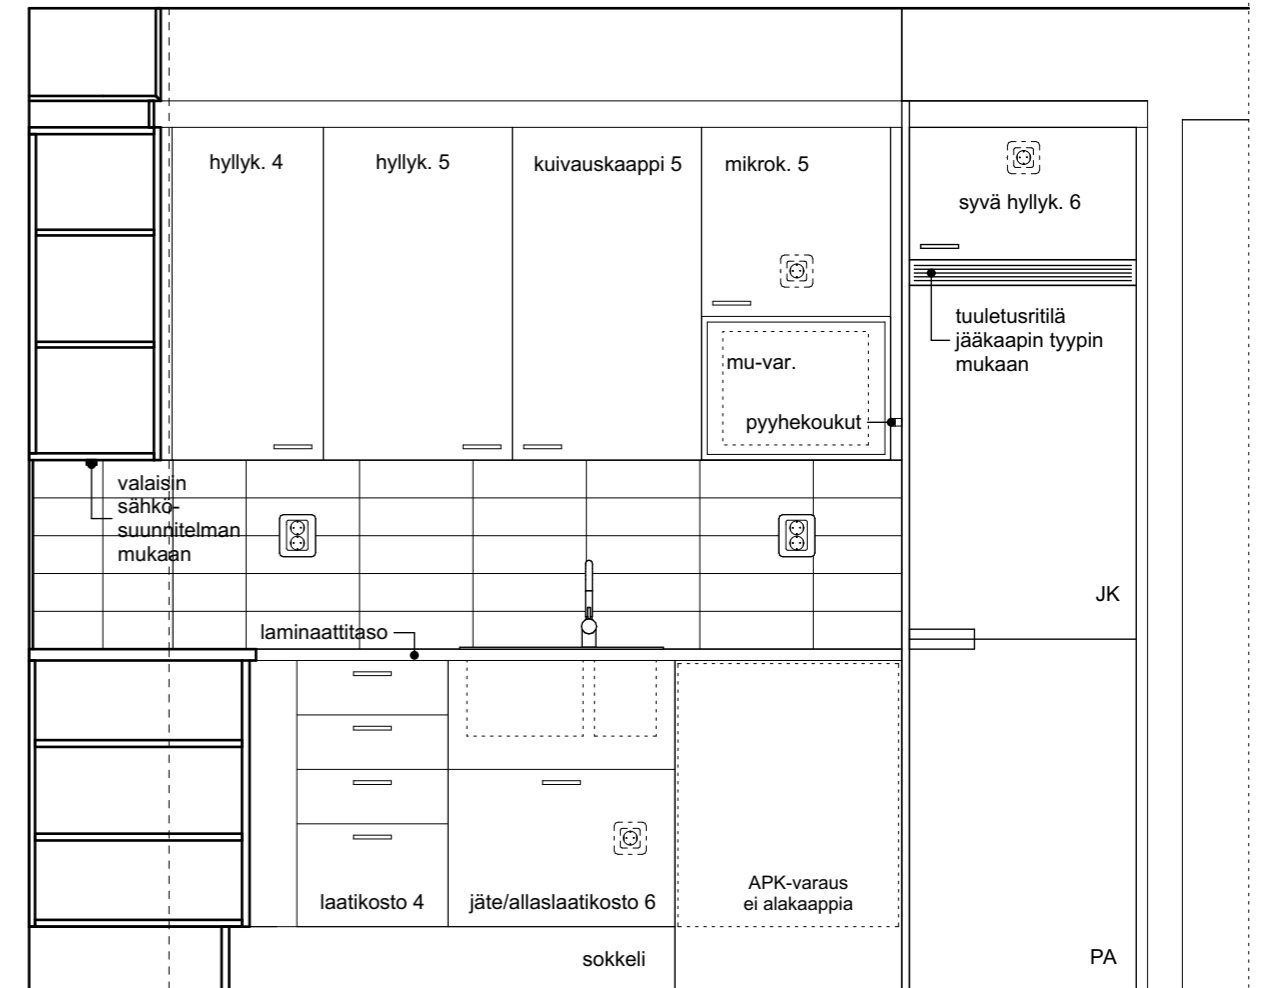 hyllyk. 4
hyllyk. 5
kuivauskaappi 5
mikrok. 5
syvä hyllyk. 6
tuuletusritilä
jääkaapin tyypin
mukaan
mu-var.
pyyhekoukut
valaisin
sähkö-
suunnitelman
mukaan
JK
laminaattitaso
laatikosto 4
jäte/allaslaatikosto 6
APK-varaus
ei alakaappia
sokkeli
PA